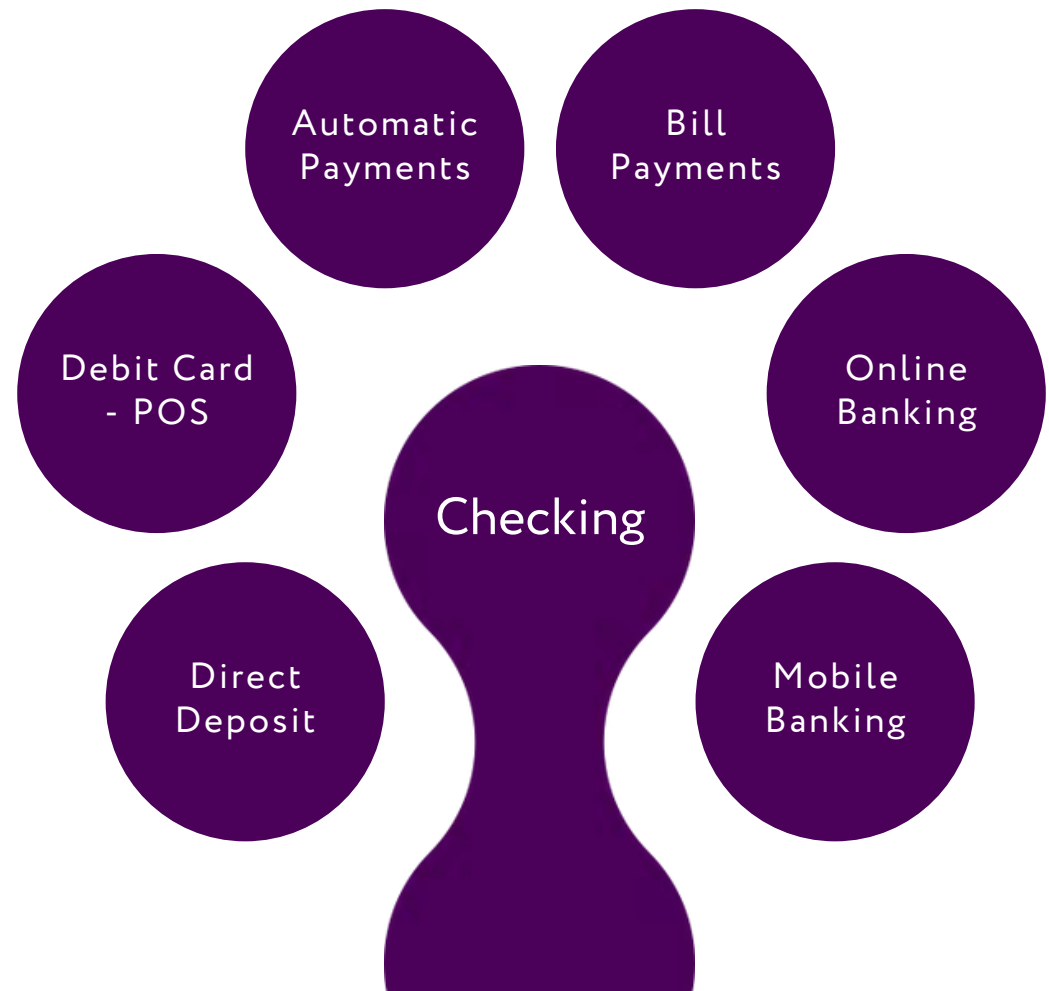 Automatic
Payments
Bill
Payments
Debit Card
- POS
Online
Banking
Checking
Direct
Deposit
Mobile
Banking